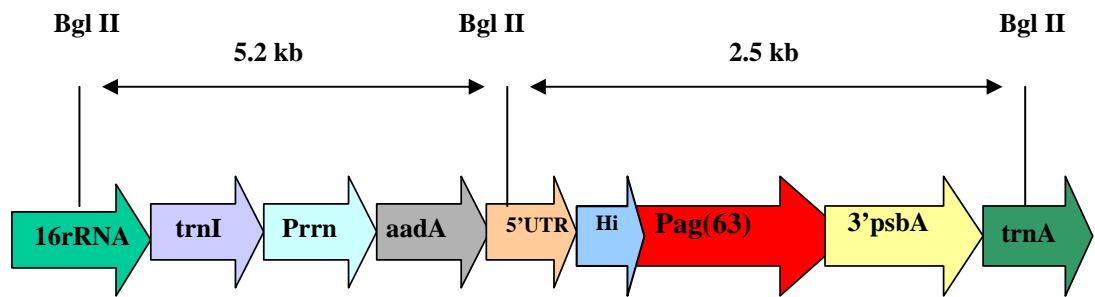 Bgl II Bgl II Bgl II
5.2 kb 2.5 kb
16rRNA trnI Prrn aadA 5’UTR Hi Pag(63) 3’psbA trnA